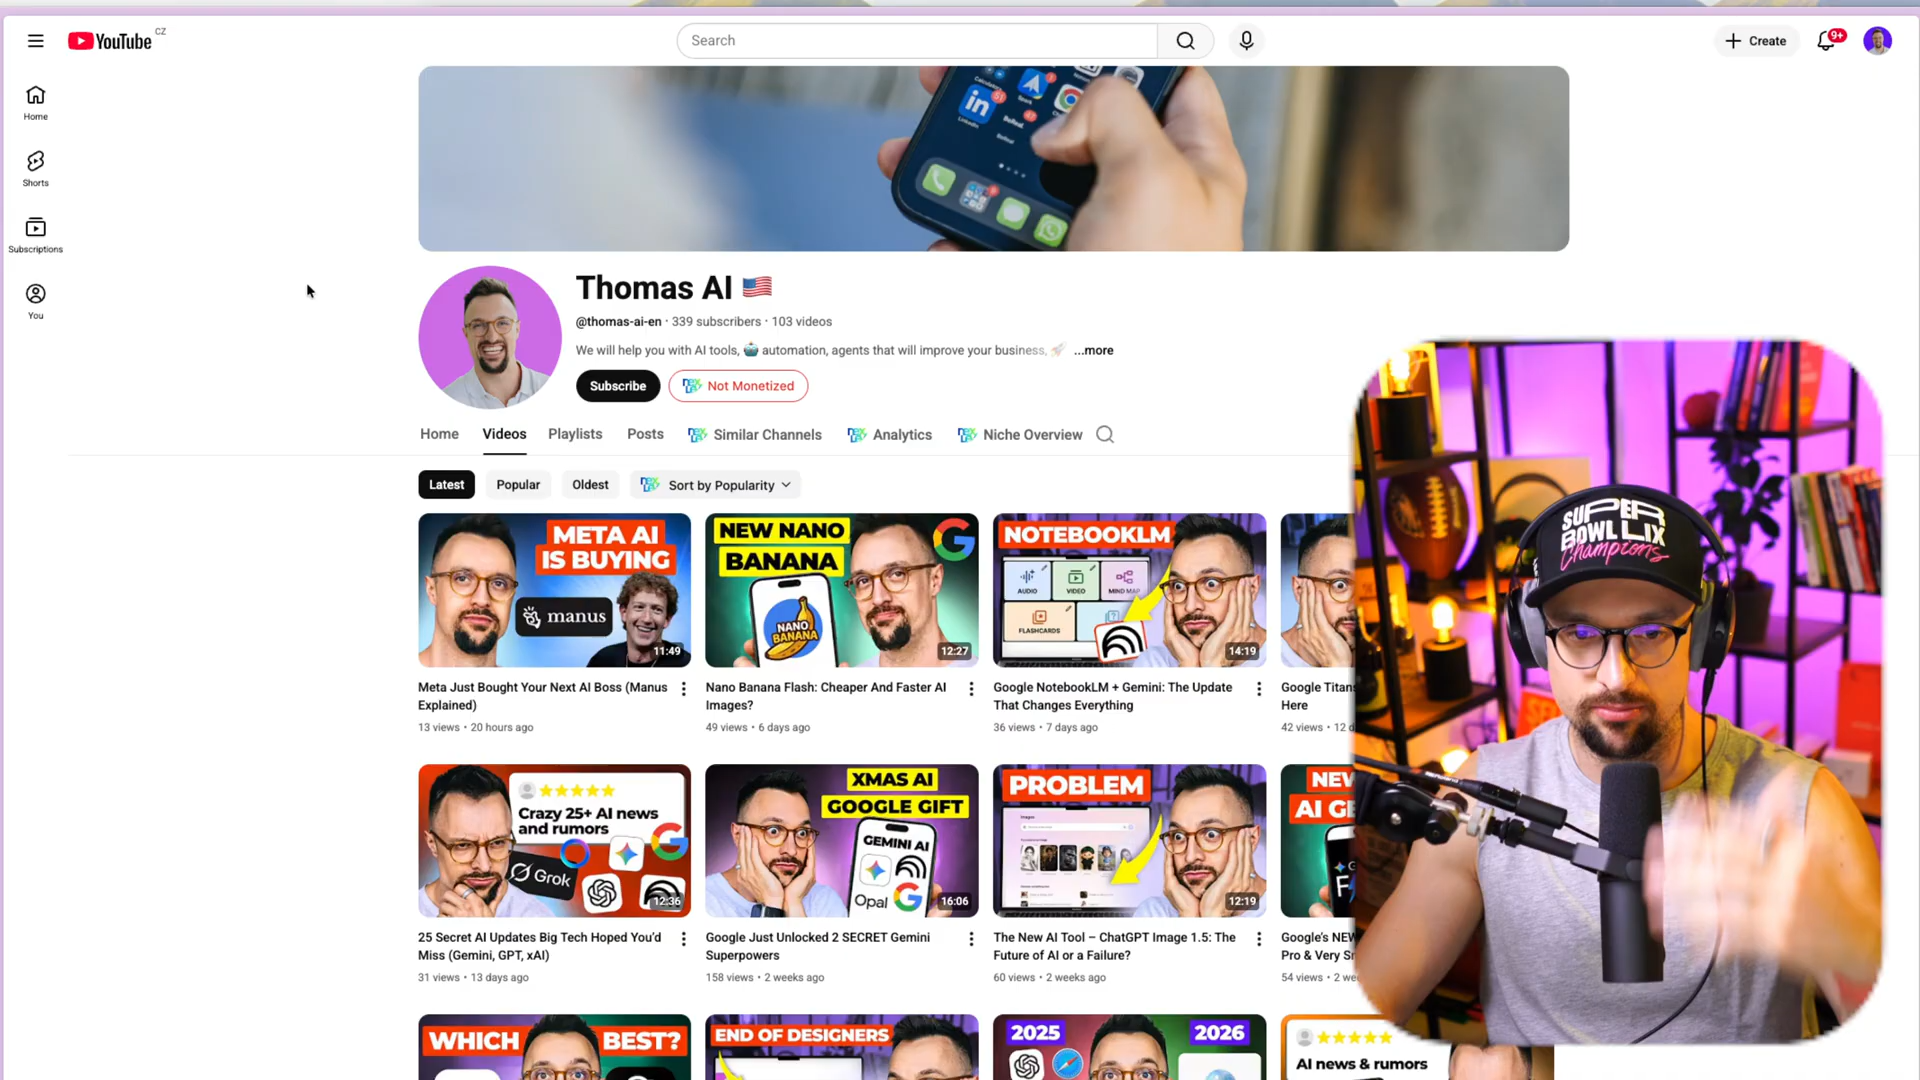 YouTube CZ
Search
Create
9+
Home
Shorts
Subscriptions
You
LinkedIn
Spark
BeReal.
Thomas AI 🇺🇸
@thomas-ai-en · 339 subscribers · 103 videos
We will help you with AI tools, 🤖 automation, agents that will improve your business, 🚀 ...more
Subscribe
Not Monetized
Home
Videos
Playlists
Posts
Similar Channels
Analytics
Niche Overview
Latest
Popular
Oldest
Sort by Popularity
META AI
IS BUYING
manus
11:49
NEW NANO
BANANA
NANO
BANANA
12:27
NOTEBOOKLM
AUDIO
VIDEO
MIND MAP
FLASHCARDS
14:19
Meta Just Bought Your Next AI Boss (Manus
Explained)
13 views · 20 hours ago
Nano Banana Flash: Cheaper And Faster AI
Images?
49 views · 6 days ago
Google NotebookLM + Gemini: The Update
That Changes Everything
36 views · 7 days ago
Google Titans
Here
42 views · 12 d
Crazy 25+ AI news
and rumors
Grok
12:36
XMAS AI
GOOGLE GIFT
GEMINI AI
Opal
16:06
PROBLEM
Images
12:19
NEW
AI GE
25 Secret AI Updates Big Tech Hoped You'd
Miss (Gemini, GPT, xAI)
31 views · 13 days ago
Google Just Unlocked 2 SECRET Gemini
Superpowers
158 views · 2 weeks ago
The New AI Tool – ChatGPT Image 1.5: The
Future of AI or a Failure?
60 views · 2 weeks ago
Google's NEW
Pro & Very Sm
54 views · 2 wee
WHICH
BEST?
END OF DESIGNERS
2025
2026
AI news & rumors
SUPER
BOWL LIX
Champions